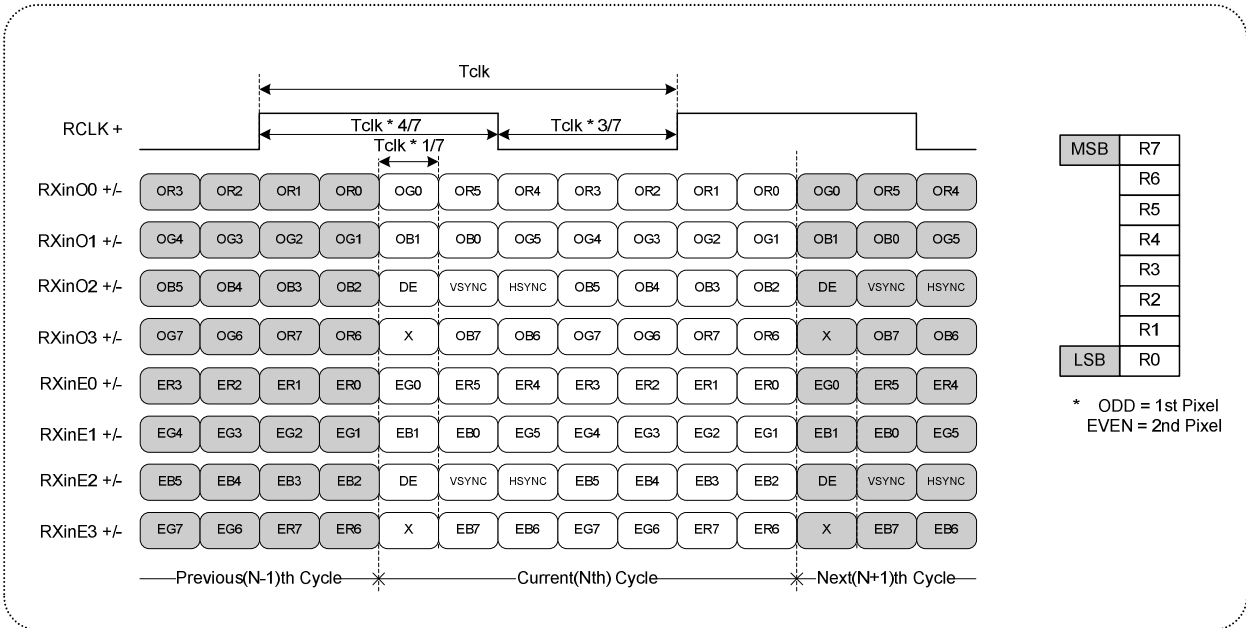 Tclk
RCLK +
Tclk * 4/7
Tclk * 3/7
Tclk * 1/7
RXinO0 +/- OR3 OR2 OR1 OR0 OG0 OR5 OR4 OR3 OR2 OR1 OR0 OG0 OR5 OR4
RXinO1 +/- OG4 OG3 OG2 OG1 OB1 OB0 OG5 OG4 OG3 OG2 OG1 OB1 OB0 OG5
RXinO2 +/- OB5 OB4 OB3 OB2 DE VSYNC HSYNC OB5 OB4 OB3 OB2 DE VSYNC HSYNC
RXinO3 +/- OG7 OG6 OR7 OR6 X OB7 OB6 OG7 OG6 OR7 OR6 X OB7 OB6
RXinE0 +/- ER3 ER2 ER1 ER0 EG0 ER5 ER4 ER3 ER2 ER1 ER0 EG0 ER5 ER4
RXinE1 +/- EG4 EG3 EG2 EG1 EB1 EB0 EG5 EG4 EG3 EG2 EG1 EB1 EB0 EG5
RXinE2 +/- EB5 EB4 EB3 EB2 DE VSYNC HSYNC EB5 EB4 EB3 EB2 DE VSYNC HSYNC
RXinE3 +/- EG7 EG6 ER7 ER6 X EB7 EB6 EG7 EG6 ER7 ER6 X EB7 EB6
Previous(N-1)th Cycle Current(Nth) Cycle Next(N+1)th Cycle
MSB R7
R6
R5
R4
R3
R2
R1
LSB R0
* ODD = 1st Pixel
EVEN = 2nd Pixel